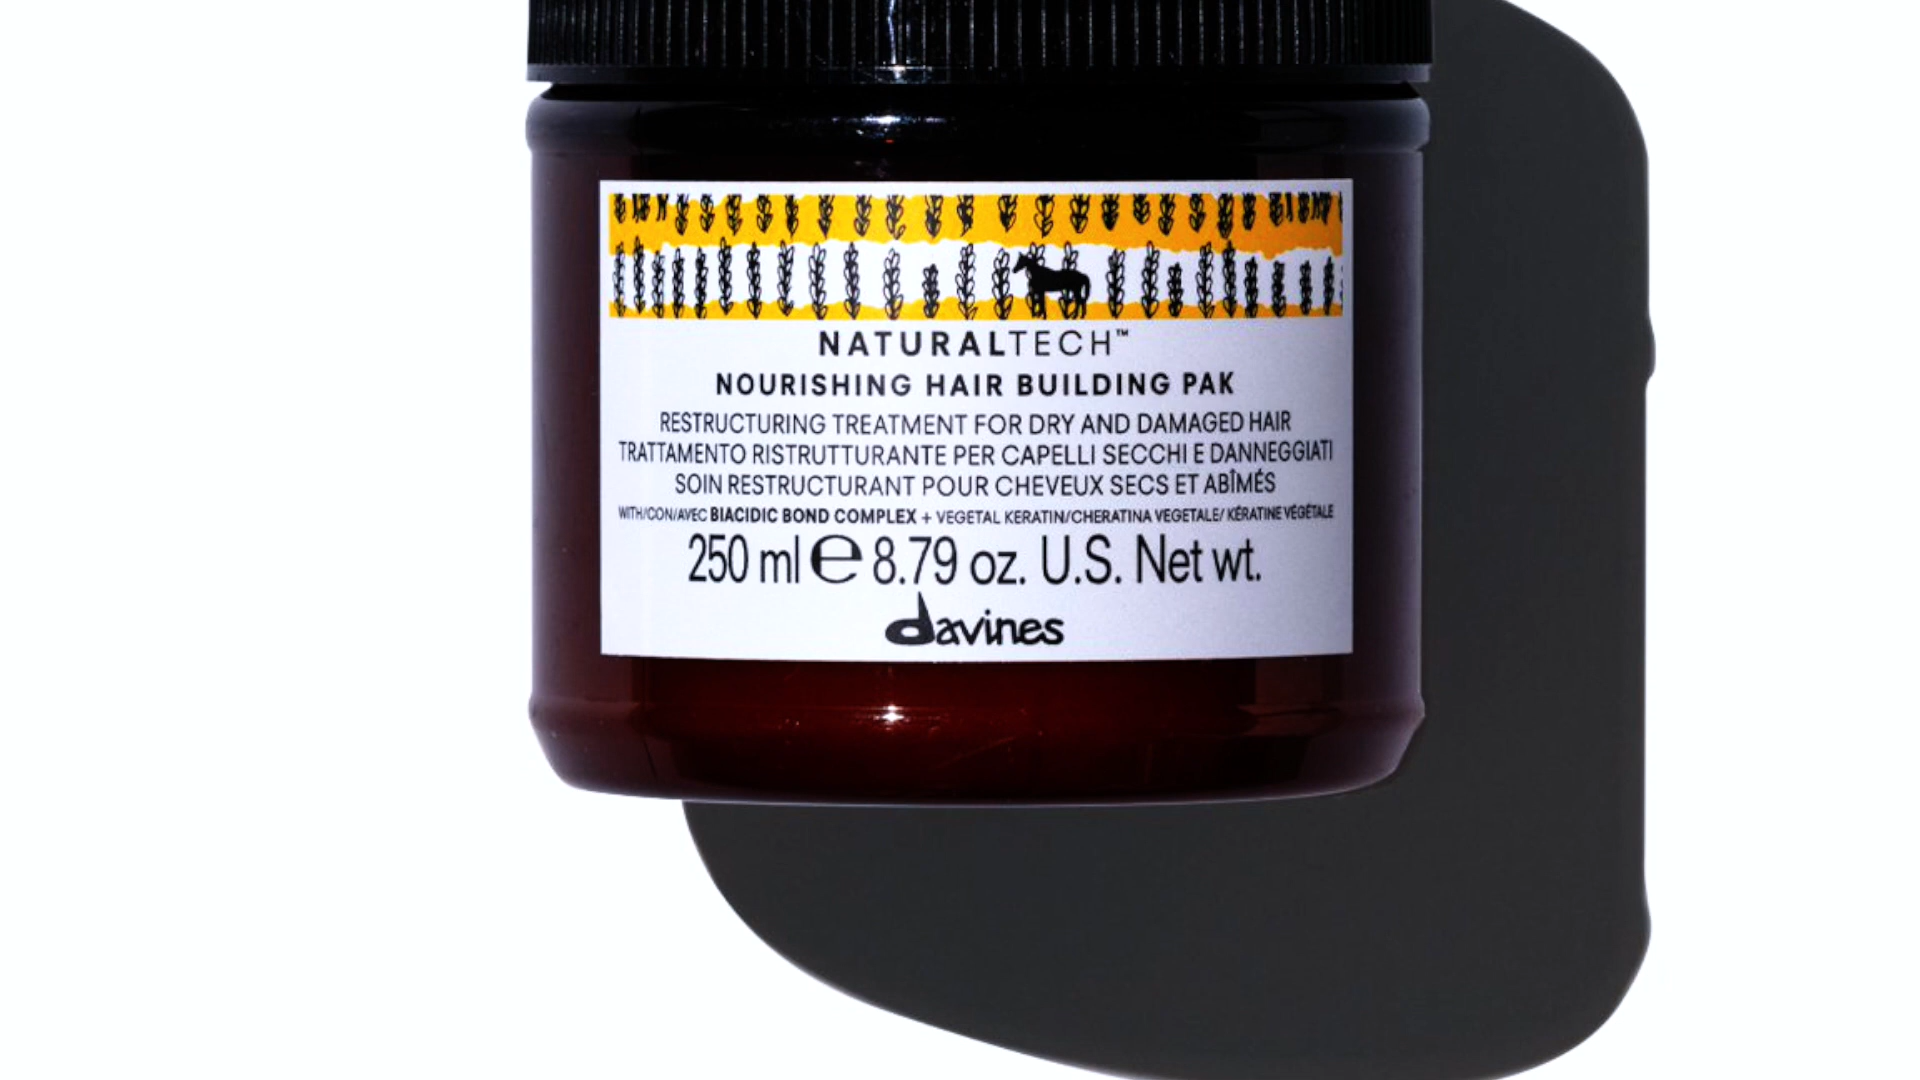 NATURALTECH™
NOURISHING HAIR BUILDING PAK
RESTRUCTURING TREATMENT FOR DRY AND DAMAGED HAIR
TRATTAMENTO RISTRUTTURANTE PER CAPELLI SECCHI E DANNEGGIATI
SOIN RESTRUCTURANT POUR CHEVEUX SECS ET ABÎMÉS
WITH/CON/AVEC BIACIDIC BOND COMPLEX + VEGETAL KERATIN/CHERATINA VEGETALE/ KÉRATINE VÉGÉTALE
250 ml ℮ 8.79 oz. U.S. Net wt.
davines